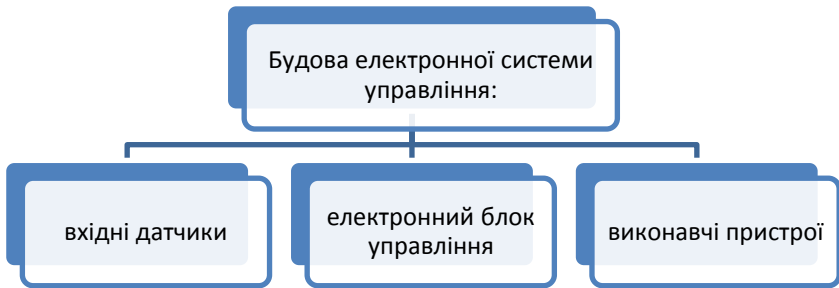 Будова електронної системи
управління:
вхідні датчики
електронний блок
управління
виконавчі пристрої